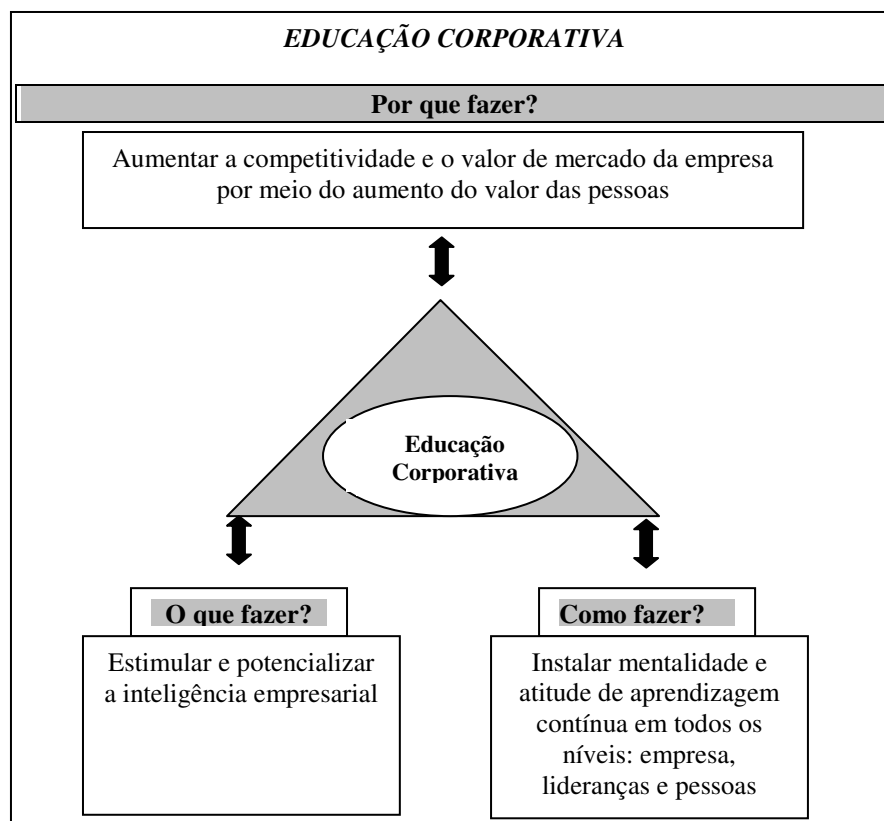 EDUCAÇÃO CORPORATIVA
Por que fazer?
Aumentar a competitividade e o valor de mercado da empresa
por meio do aumento do valor das pessoas
Educação
Corporativa
O que fazer?
Estimular e potencializar
a inteligência empresarial
Como fazer?
Instalar mentalidade e
atitude de aprendizagem
contínua em todos os
níveis: empresa,
lideranças e pessoas